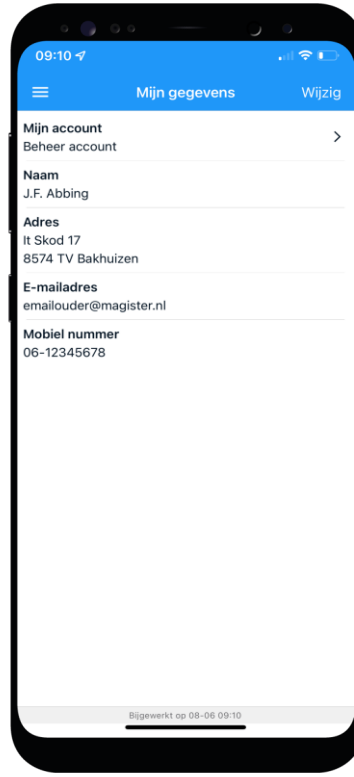 09:10
Mijn gegevens
Wijzig
Mijn account
Beheer account
Naam
J.F. Abbing
Adres
It Skod 17
8574 TV Bakhuizen
E-mailadres
emailouder@magister.nl
Mobiel nummer
06-12345678
Bijgewerkt op 08-06 09:10